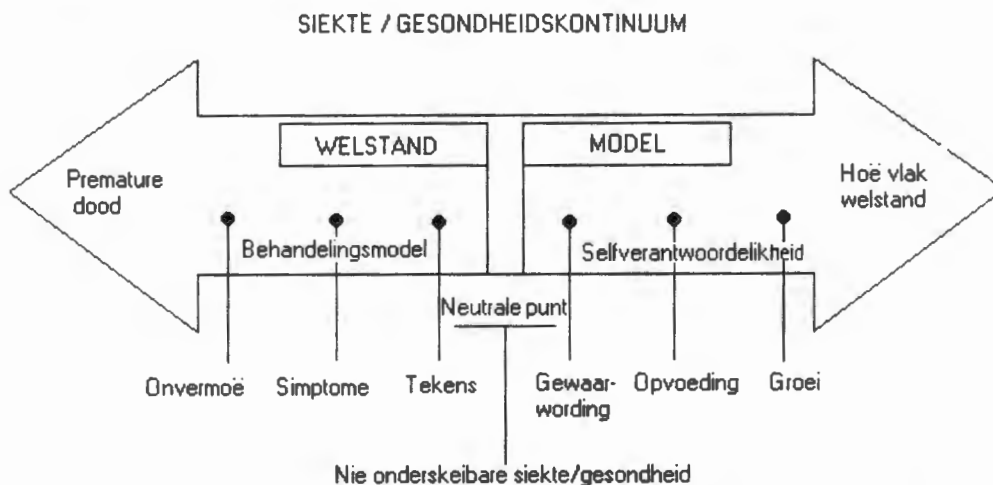 SIEKTE / GESONDHEIDSKONTINUUM
WELSTAND MODEL
Premature
dood
Hoë vlak
welstand
Behandelingsmodel Selfverantwoordelikheid
Neutrale punt
Onvermoë Simptome Tekens Gewaar-
wording Opvoeding Groei
Nie onderskeibare siekte/gesondheid